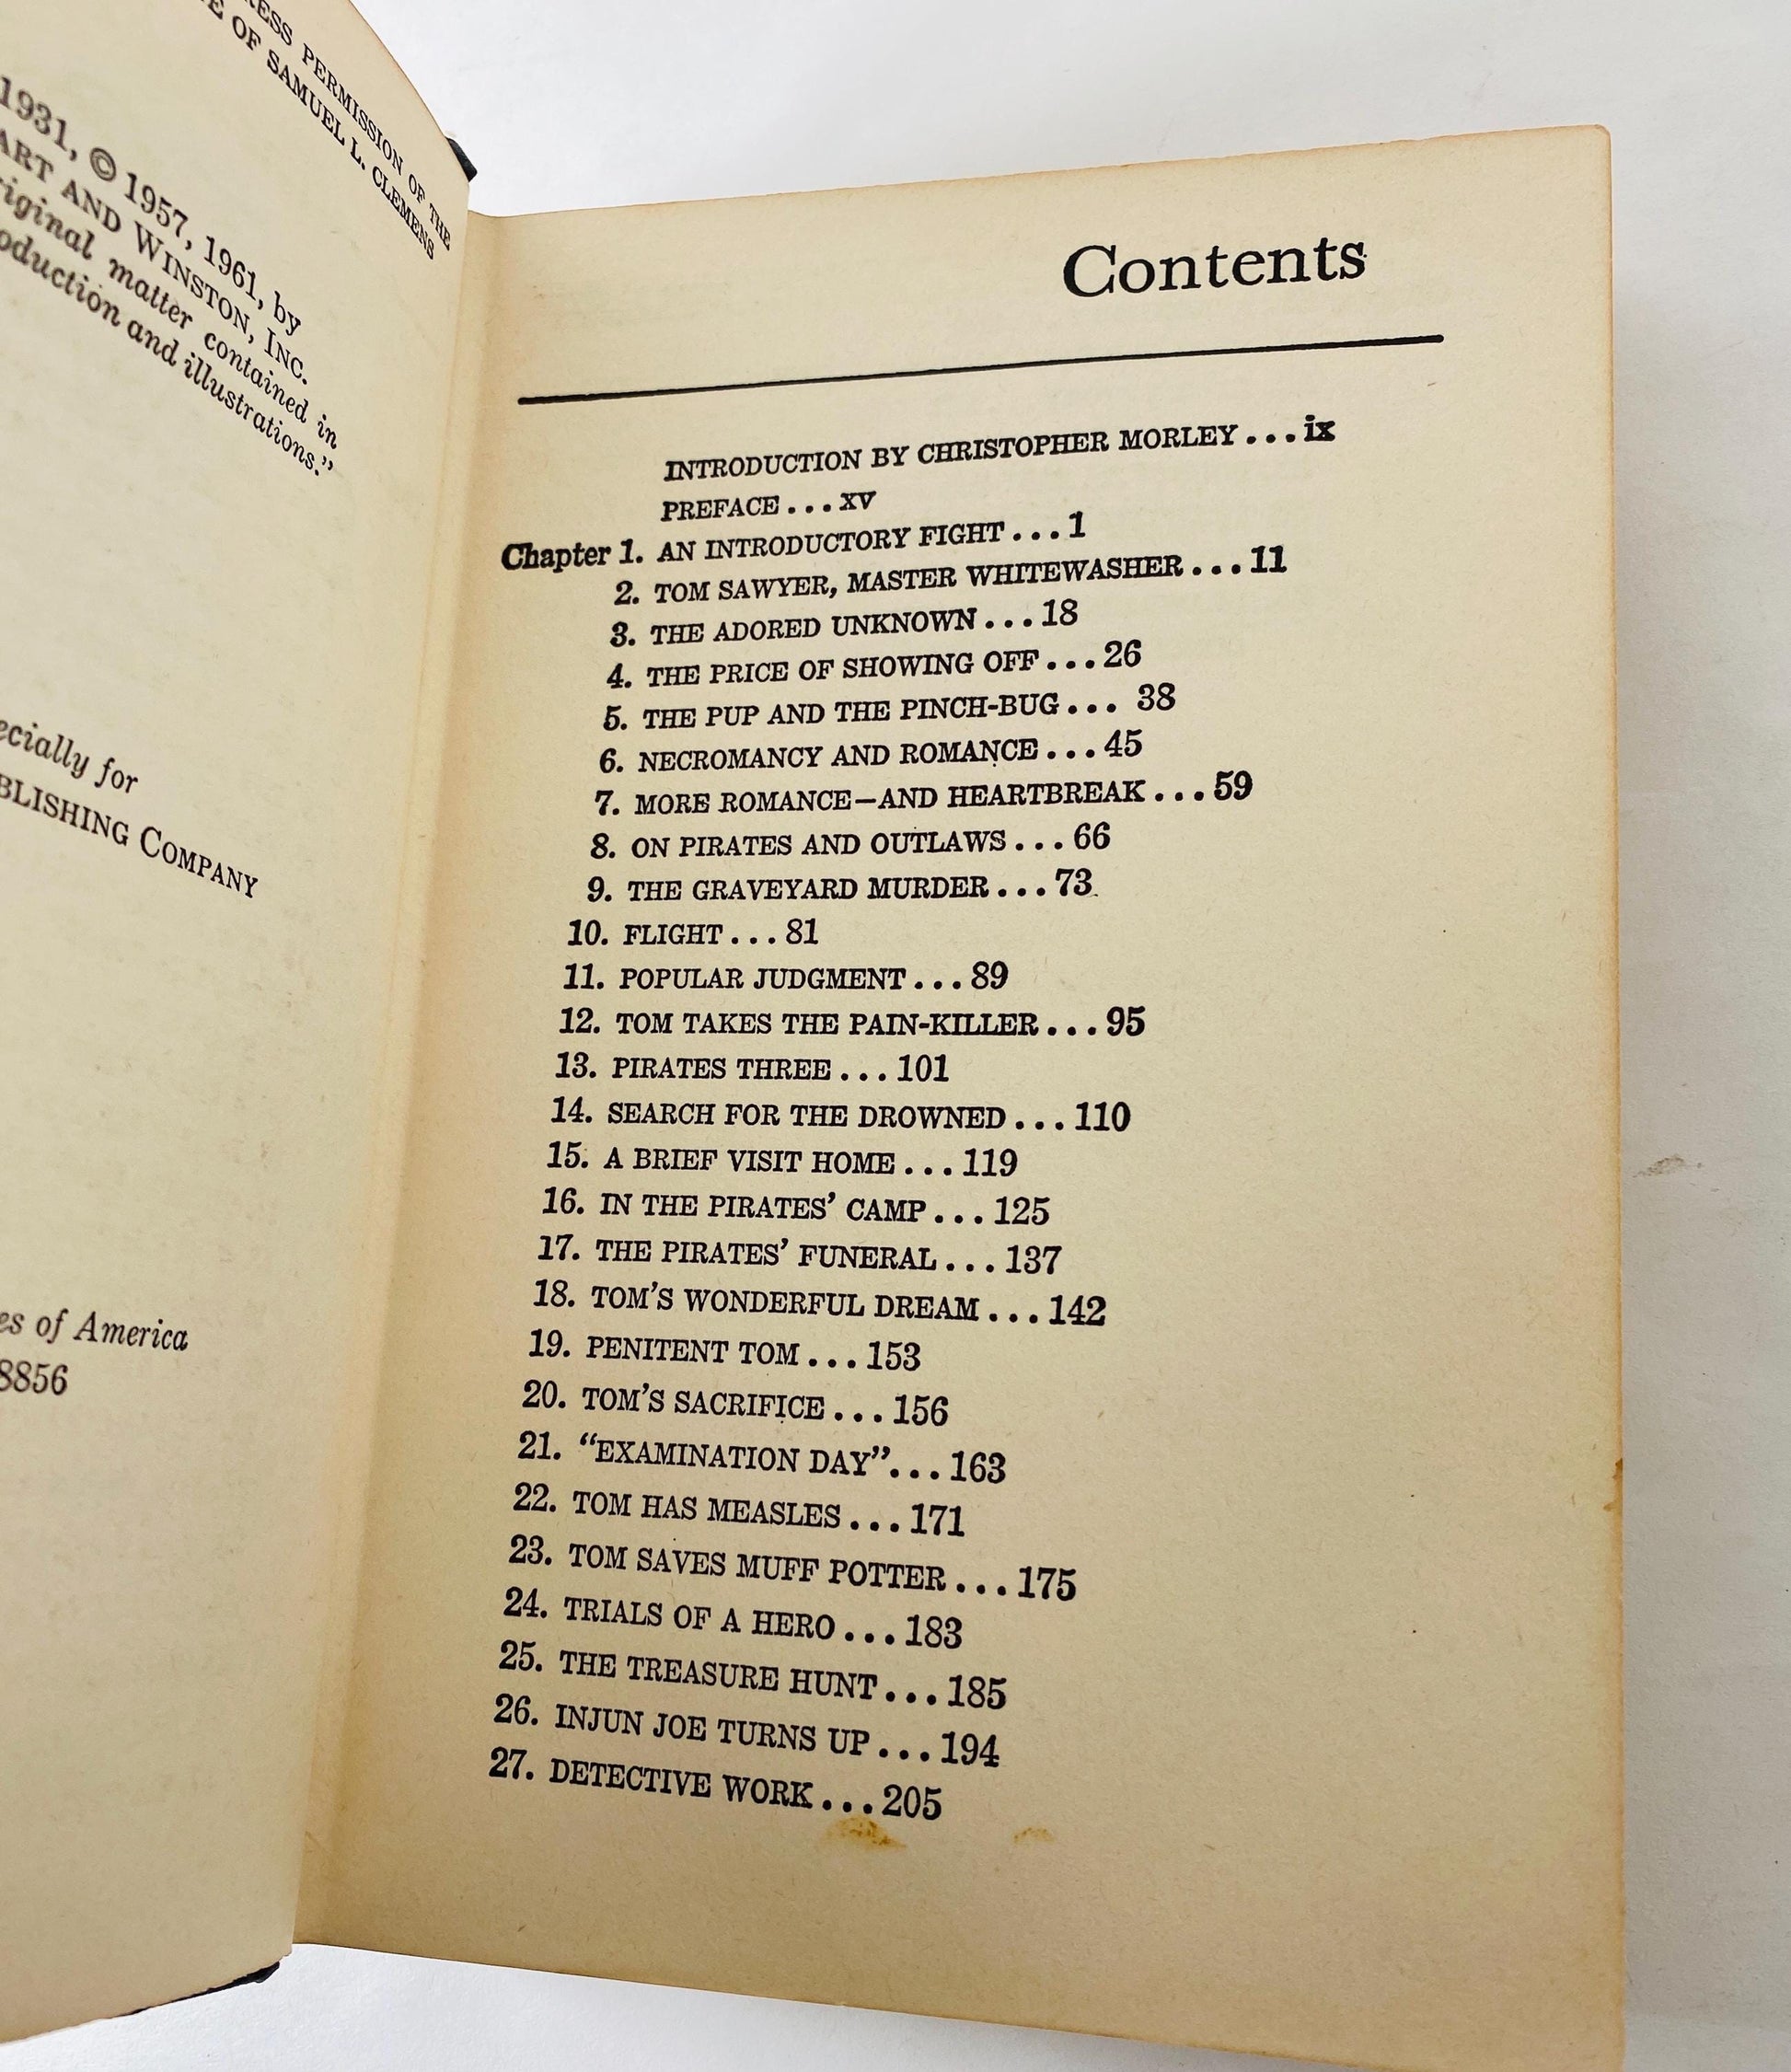 PERMISSION OF THE
OF SAMUEL L. CLEMENS
1931, © 1957, 1961, by
AND WINSTON, INC.
matter contained in
and illustrations."
for
COMPANY
of America
8856
Contents
INTRODUCTION BY CHRISTOPHER MORLEY...ix
PREFACE...xv
Chapter 1. AN INTRODUCTORY FIGHT...1
2. TOM SAWYER, MASTER WHITEWASHER...11
3. THE ADORED UNKNOWN...18
4. THE PRICE OF SHOWING OFF...26
5. THE PUP AND THE PINCH-BUG... 38
6. NECROMANCY AND ROMANCE...45
7. MORE ROMANCE—AND HEARTBREAK...59
8. ON PIRATES AND OUTLAWS...66
9. THE GRAVEYARD MURDER...73
10. FLIGHT...81
11. POPULAR JUDGMENT...89
12. TOM TAKES THE PAIN-KILLER...95
13. PIRATES THREE...101
14. SEARCH FOR THE DROWNED...110
15. A BRIEF VISIT HOME...119
16. IN THE PIRATES' CAMP...125
17. THE PIRATES' FUNERAL...137
18. TOM'S WONDERFUL DREAM...142
19. PENITENT TOM...153
20. TOM'S SACRIFICE...156
21. "EXAMINATION DAY"...163
22. TOM HAS MEASLES...171
23. TOM SAVES MUFF POTTER...175
24. TRIALS OF A HERO...183
25. THE TREASURE HUNT...185
26. INJUN JOE TURNS UP...194
27. DETECTIVE WORK...205